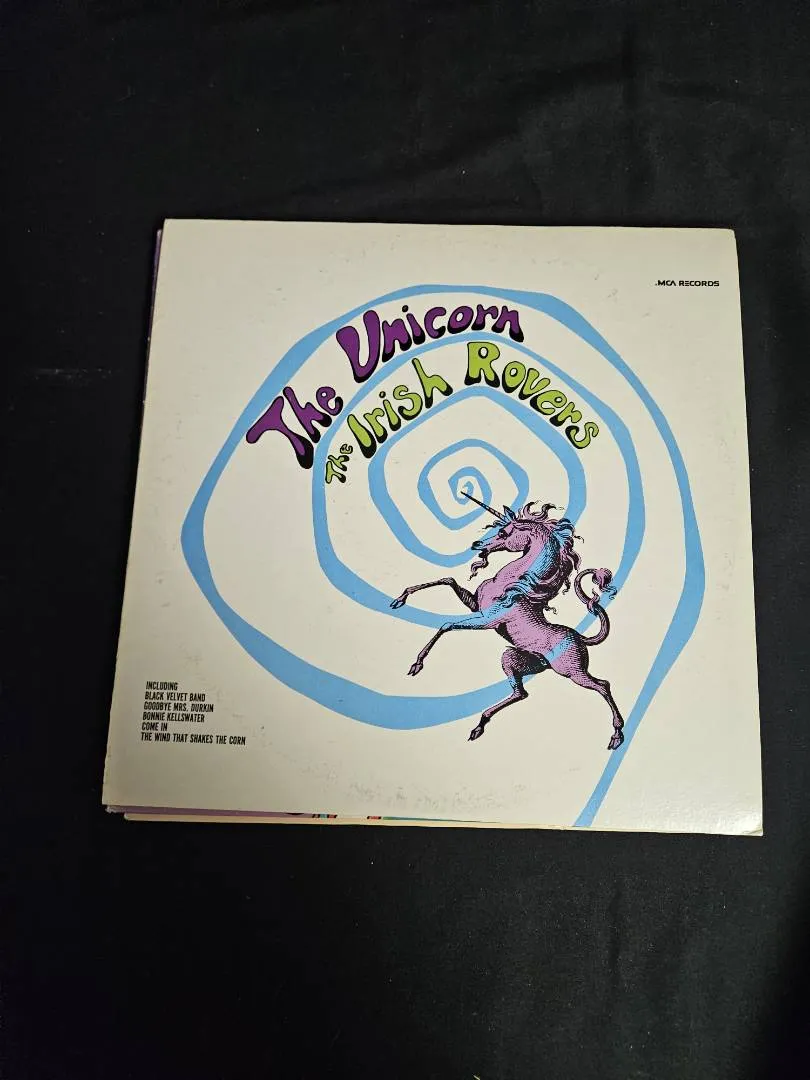 .MCA RECORDS
The Unicorn
The Irish Rovers
INCLUDING
BLACK VELVET BAND
GOODBYE MRS. DURKIN
BONNIE KELLSWATER
COME IN
THE WIND THAT SHAKES THE CORN